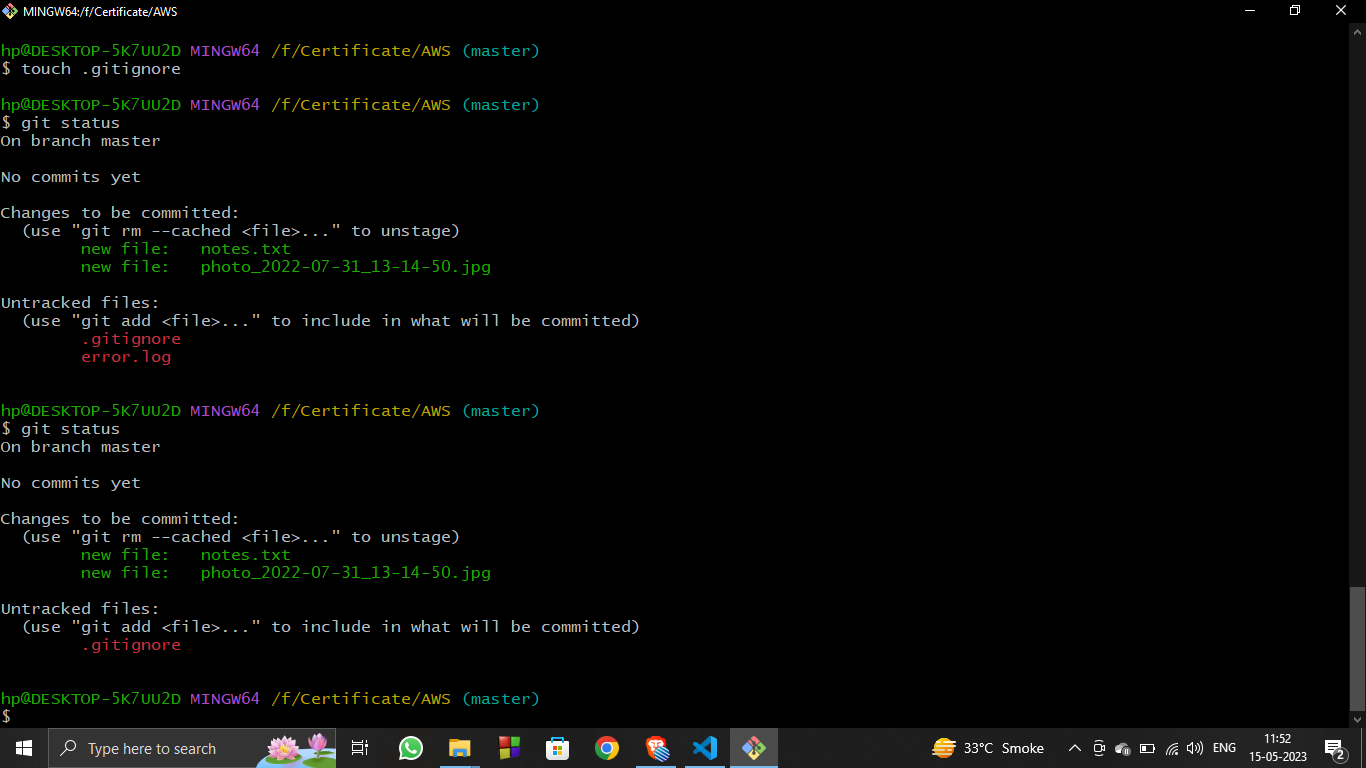 MINGW64:/f/Certificate/AWS
hp@DESKTOP-5K7UU2D MINGW64 /f/Certificate/AWS (master)
$ touch .gitignore
hp@DESKTOP-5K7UU2D MINGW64 /f/Certificate/AWS (master)
$ git status
On branch master
No commits yet
Changes to be committed:
(use "git rm --cached <file>..." to unstage)
new file:   notes.txt
new file:   photo_2022-07-31_13-14-50.jpg
Untracked files:
(use "git add <file>..." to include in what will be committed)
.gitignore
error.log
hp@DESKTOP-5K7UU2D MINGW64 /f/Certificate/AWS (master)
$ git status
On branch master
No commits yet
Changes to be committed:
(use "git rm --cached <file>..." to unstage)
new file:   notes.txt
new file:   photo_2022-07-31_13-14-50.jpg
Untracked files:
(use "git add <file>..." to include in what will be committed)
.gitignore
hp@DESKTOP-5K7UU2D MINGW64 /f/Certificate/AWS (master)
$
Type here to search
33°C Smoke
ENG
11:52
15-05-2023
2